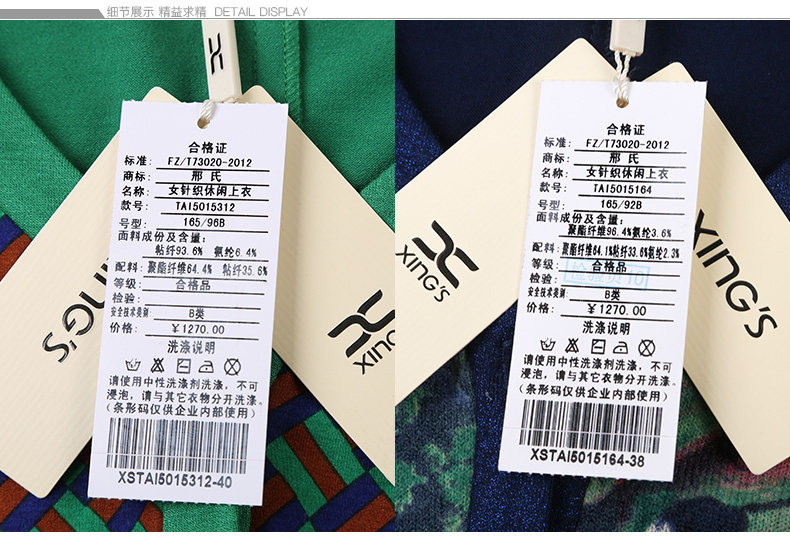 细节展示 精益求精 DETAIL DISPLAY
合格证
标准: FZ/T73020-2012
商标: 邢 氏
名称: 女针织休闲上衣
款号: TAI5015312
号型: 165/96B
面料成份及含量:
粘纤93.6% 氨纶6.4%
配料: 聚酯纤维64.4% 粘纤35.6%
等级: 合格品
检验:
安全技术类别: B类
价格: ￥1270.00
洗涤说明
请使用中性洗涤剂洗涤，不可
浸泡，请与其它衣物分开洗涤。
(条形码仅供企业内部使用)
XSTAI5015312-40
XING'S
XING'S
合格证
标准: FZ/T73020-2012
商标: 邢 氏
名称: 女针织休闲上衣
款号: TAI5015164
号型: 165/92B
面料成份及含量:
聚酯纤维96.4%氨纶3.6%
配料: 聚酯纤维64.1%粘纤33.6%氨纶2.3%
等级: 合格品
检验:
安全技术类别: B类
价格: ￥1270.00
洗涤说明
请使用中性洗涤剂洗涤，不可
浸泡，请与其它衣物分开洗涤。
(条形码仅供企业内部使用)
XSTAI5015164-38
XING'S
XING'S